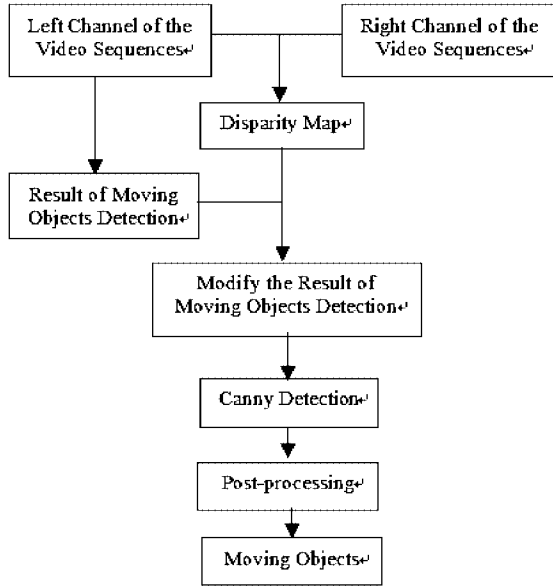 Left Channel of the
Video Sequences↵
Right Channel of the
Video Sequences↵
Disparity Map↵
Result of Moving
Objects Detection↵
Modify the Result of
Moving Objects Detection↵
Canny Detection↵
Post-processing↵
Moving Objects↵